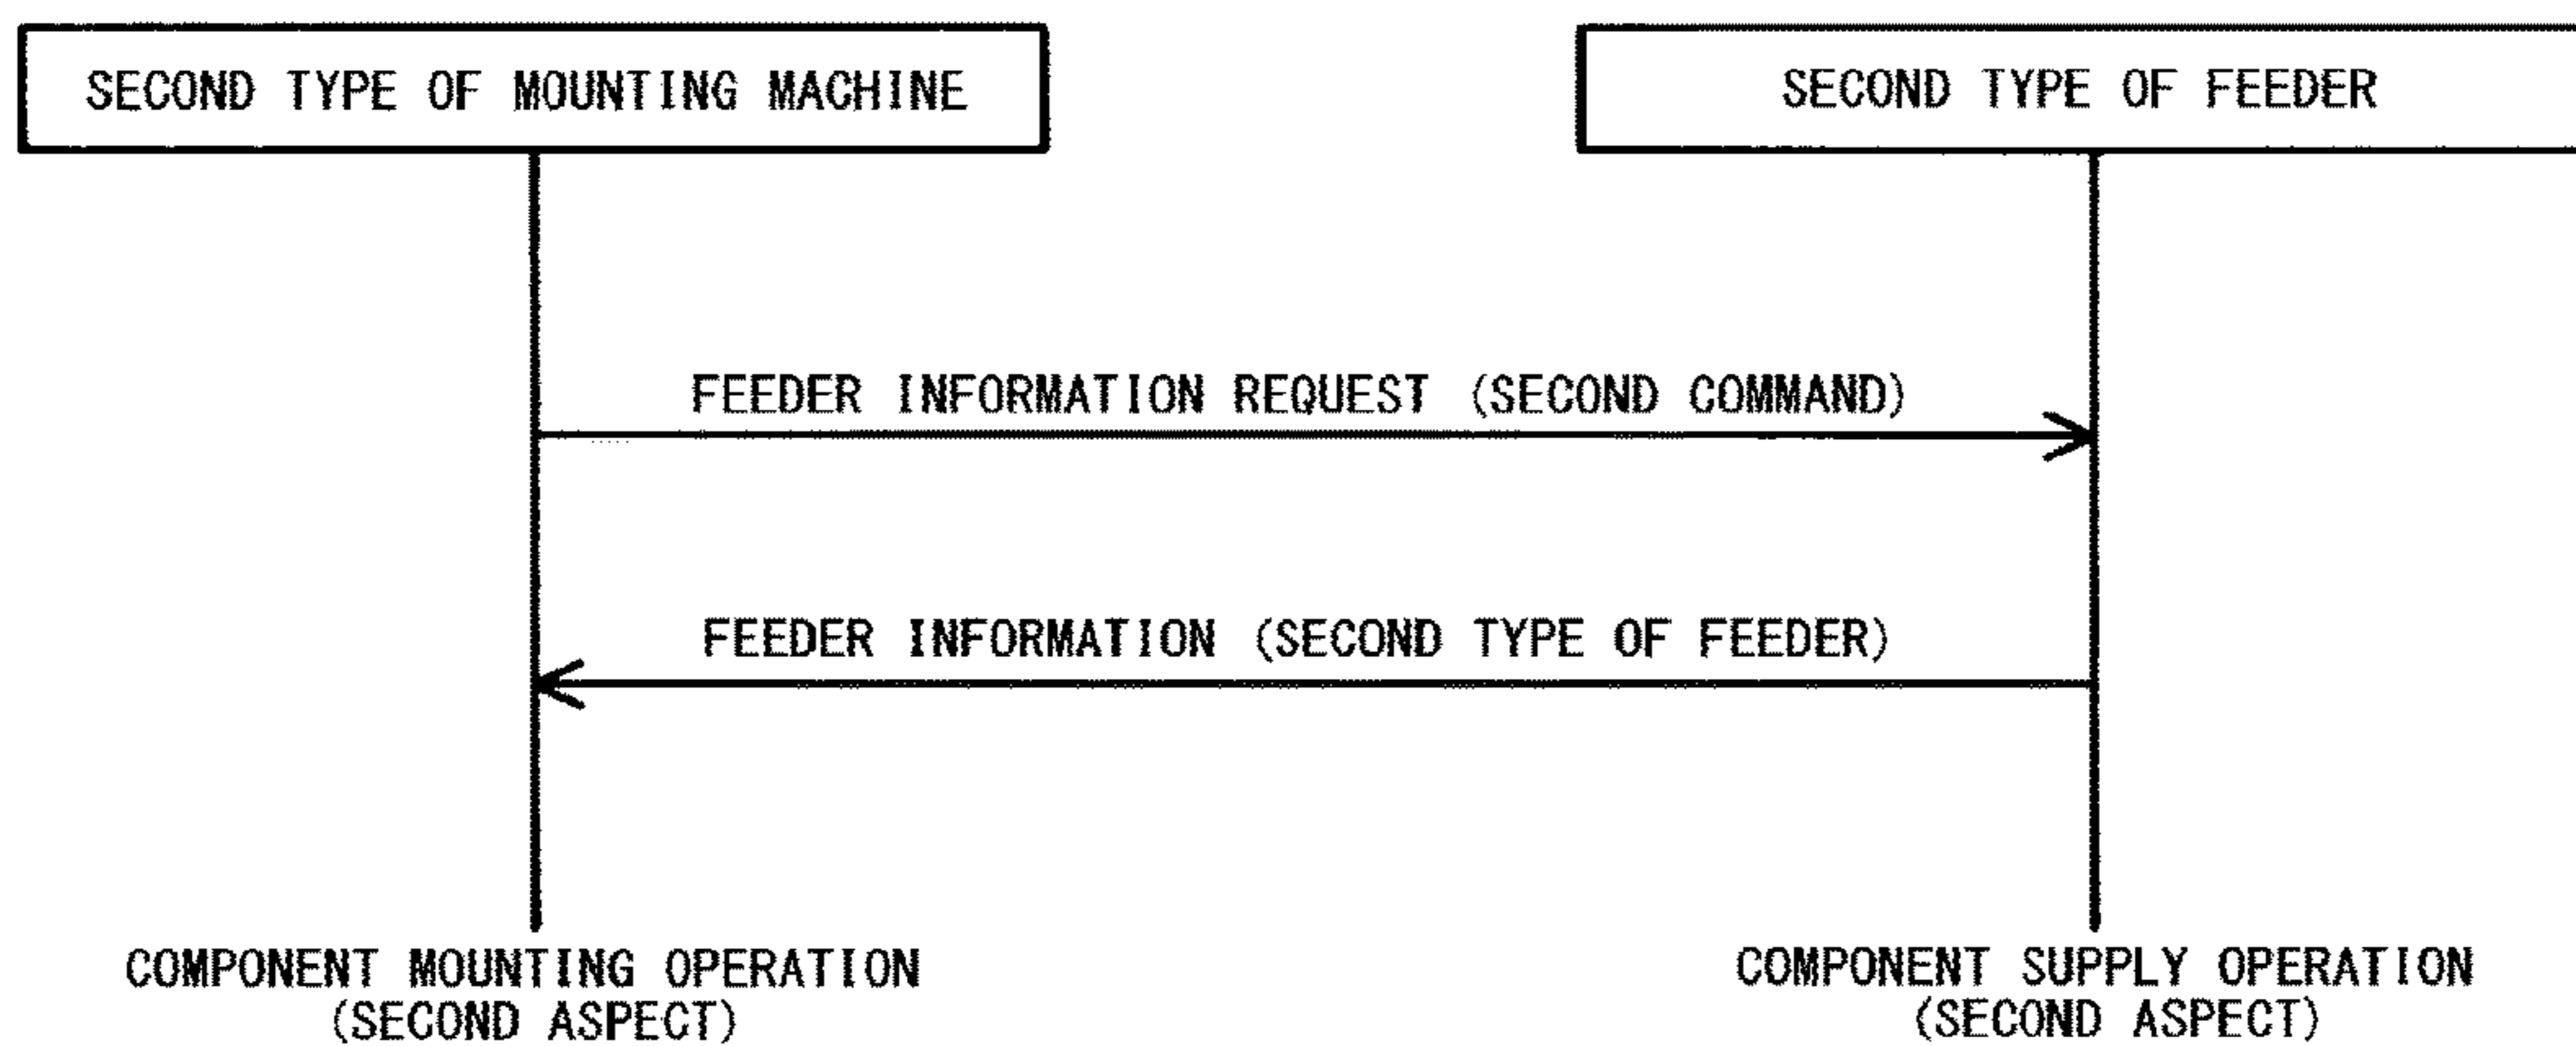 SECOND TYPE OF MOUNTING MACHINE
SECOND TYPE OF FEEDER
FEEDER INFORMATION REQUEST (SECOND COMMAND)
FEEDER INFORMATION (SECOND TYPE OF FEEDER)
COMPONENT MOUNTING OPERATION
(SECOND ASPECT)
COMPONENT SUPPLY OPERATION
(SECOND ASPECT)